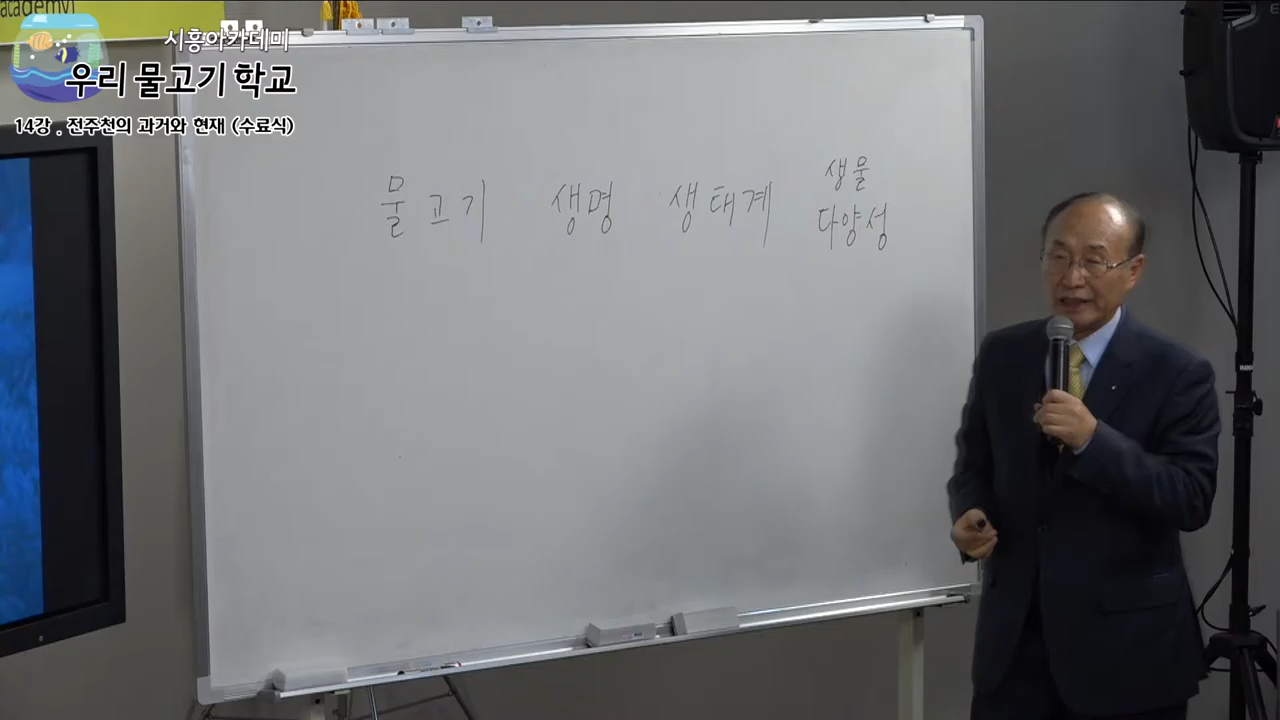 academy)
시흥아카데미
우리 물고기 학교
14강 . 전주천의 과거와 현재 (수료식)
물고기 생명 생태계 생물
다양성